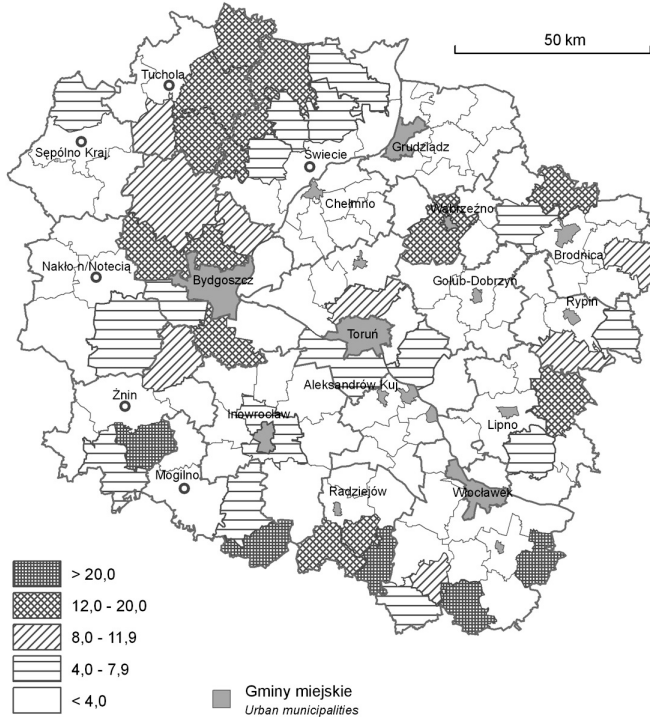 50 km
Tuchola
Sępólno Kraj.
Świecie
Grudziądz
Chełmno
Wąbrzeźno
Brodnica
Nakło n/Notecią
Bydgoszcz
Golub-Dobrzyń
Rypin
Toruń
Żnin
Aleksandrów Kuj.
Inowrocław
Lipno
Mogilno
Radziejów
Włocławek
> 20,0
12,0 - 20,0
8,0 - 11,9
4,0 - 7,9
< 4,0
Gminy miejskie
Urban municipalities